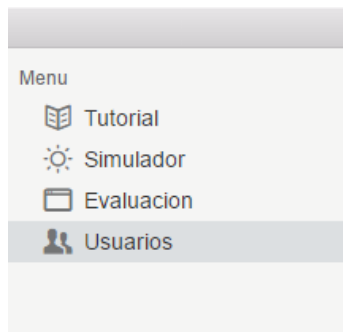 Menu
Tutorial
Simulador
Evaluacion
Usuarios